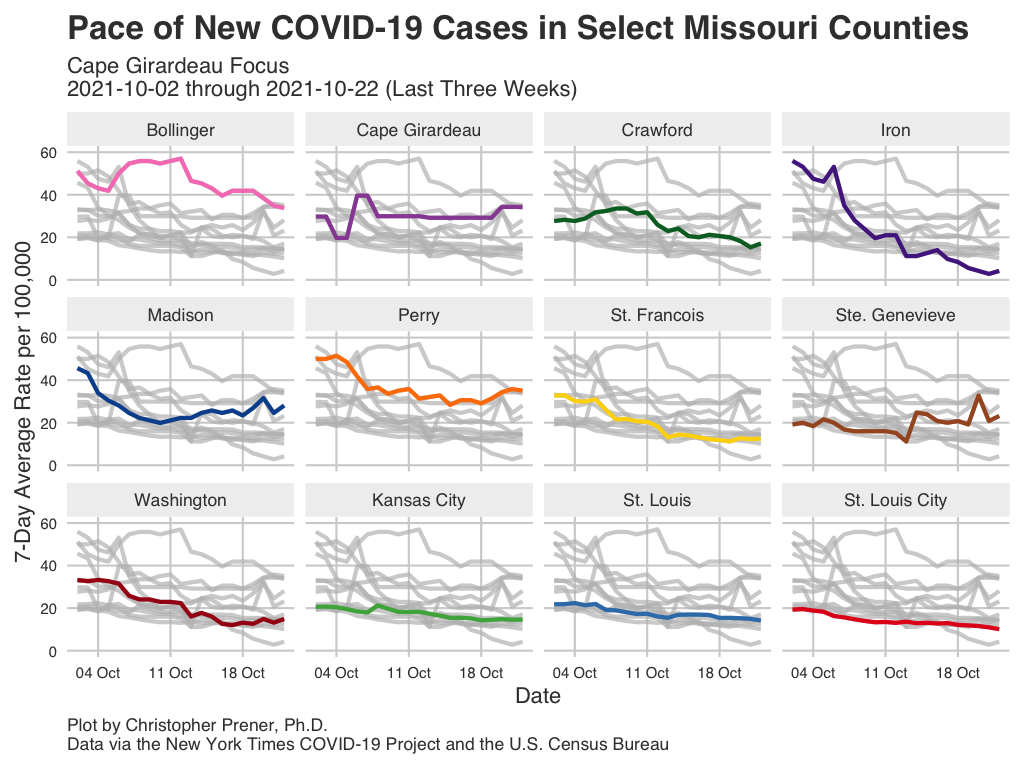 Pace of New COVID-19 Cases in Select Missouri Counties
Cape Girardeau Focus
2021-10-02 through 2021-10-22 (Last Three Weeks)
7-Day Average Rate per 100,000
Bollinger
Cape Girardeau
Crawford
Iron
60
40
20
0
Madison
Perry
St. Francois
Ste. Genevieve
60
40
20
0
Washington
Kansas City
St. Louis
St. Louis City
60
40
20
0
04 Oct 11 Oct 18 Oct
04 Oct 11 Oct 18 Oct
04 Oct 11 Oct 18 Oct
04 Oct 11 Oct 18 Oct
Date
Plot by Christopher Prener, Ph.D.
Data via the New York Times COVID-19 Project and the U.S. Census Bureau